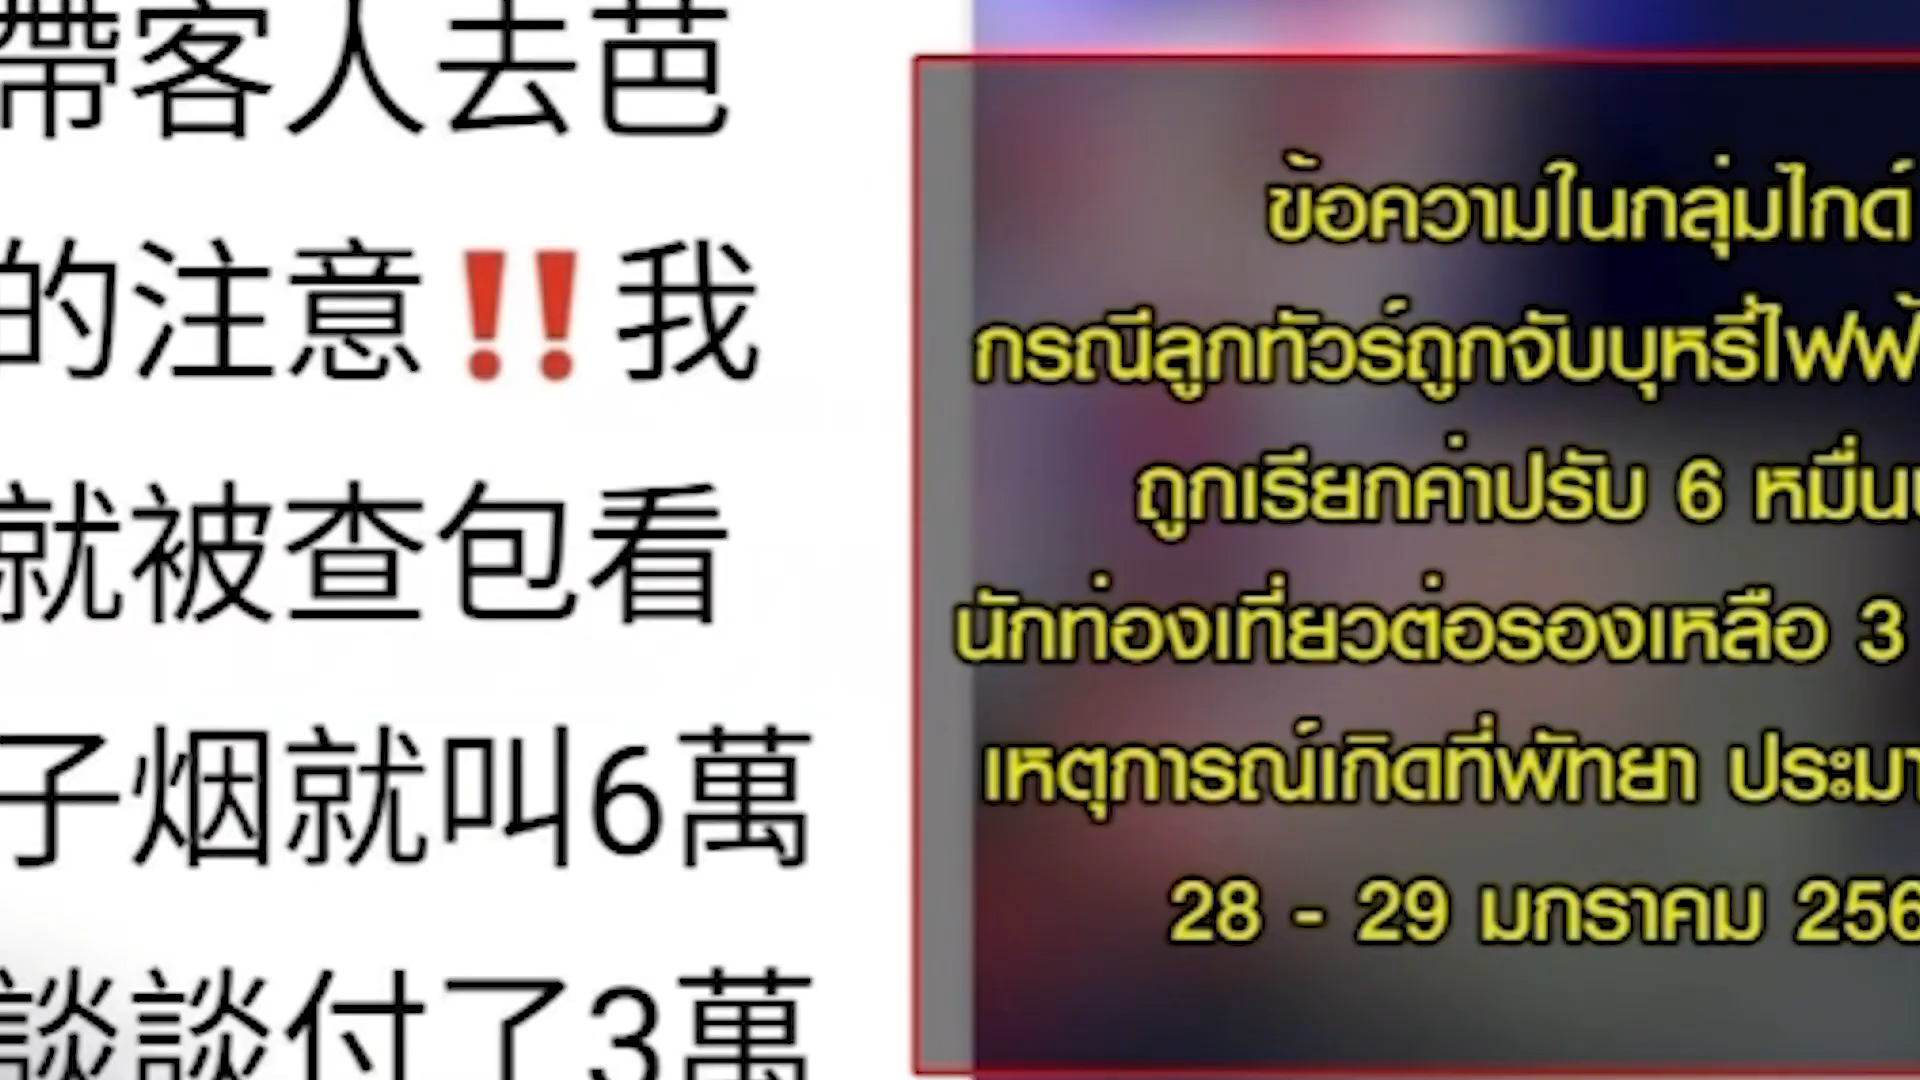 帶客人去芭
的注意‼️我
就被查包看
子烟就叫6萬
談談付了3萬
ข้อความในกลุ่มไกด์
กรณีลูกทัวร์ถูกจับบุหรี่ไฟฟ้
ถูกเรียกค่าปรับ 6 หมื่น
นักท่องเที่ยวต่อรองเหลือ 3
เหตุการณ์เกิดที่พัทยา ประมา
28 - 29 มกราคม 256